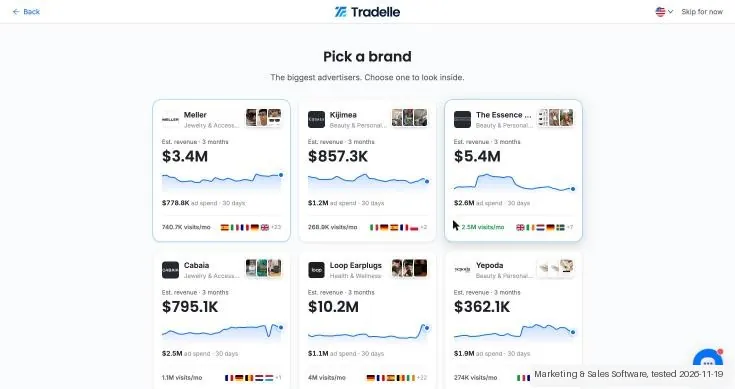 Back
Tradelle
Skip for now
Pick a brand
The biggest advertisers. Choose one to look inside.
MELLER
Meller
Jewelry & Access...
Est. revenue · 3 months
$3.4M
$778.8K ad spend · 30 days
740.7K visits/mo
+23
Kijimea
Beauty & Personal...
Est. revenue · 3 months
$857.3K
$1.2M ad spend · 30 days
268.9K visits/mo
+2
The Essence ...
Beauty & Personal...
Est. revenue · 3 months
$5.4M
$2.6M ad spend · 30 days
2.5M visits/mo
+7
CABAIA
Cabaia
Jewelry & Access...
Est. revenue · 3 months
$795.1K
$2.5M ad spend · 30 days
1.1M visits/mo
+1
loop
Loop Earplugs
Health & Wellness
Est. revenue · 3 months
$10.2M
$1.1M ad spend · 30 days
4M visits/mo
+22
yepoda
Yepoda
Beauty & Personal...
Est. revenue · 3 months
$362.1K
$1.9M ad spend · 30 days
274K visits/mo
Marketing & Sales Software, tested 2026-11-19